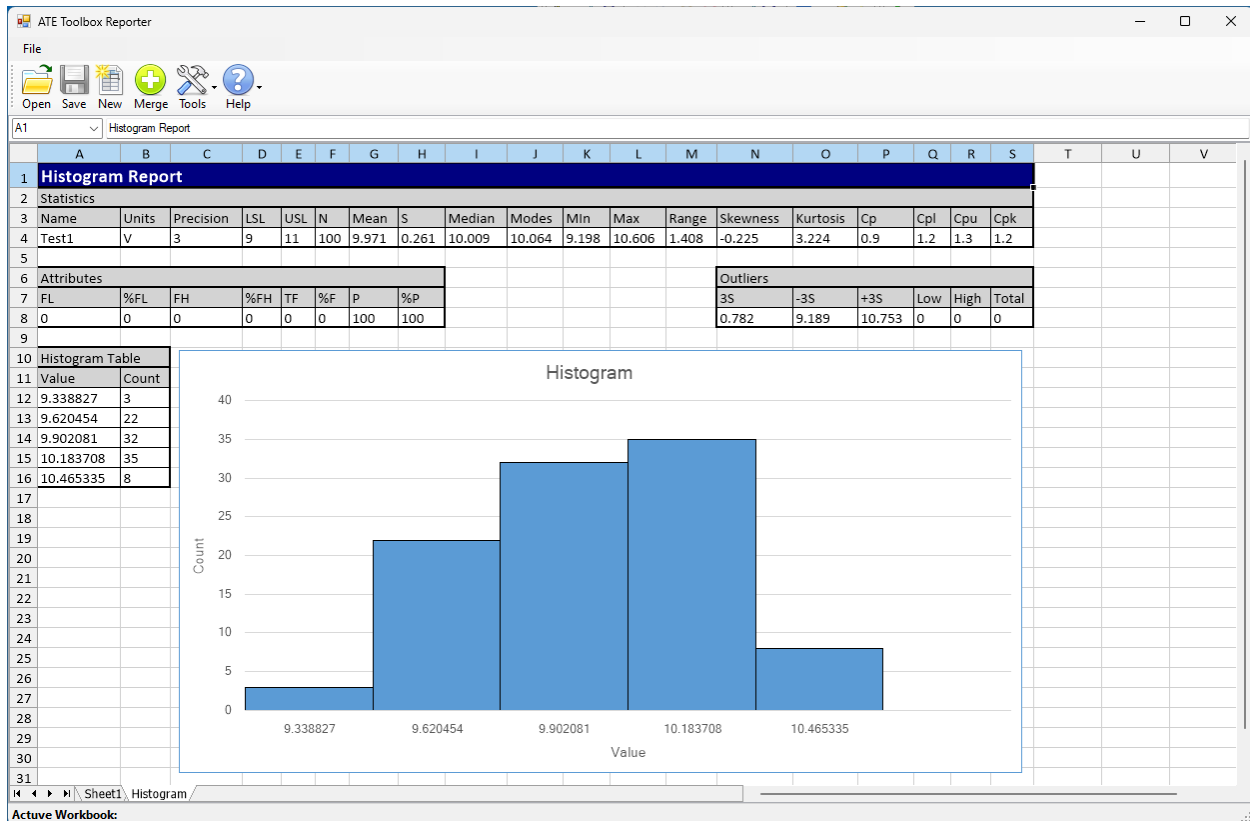 ATE Toolbox Reporter
File
Open Save New Merge Tools Help
A1 Histogram Report
A B C D E F G H I J K L M N O P Q R S T U V
1 Histogram Report
2 Statistics
3 Name Units Precision LSL USL N Mean S Median Modes MIn Max Range Skewness Kurtosis Cp Cpl Cpu Cpk
4 Test1 V 3 9 11 100 9.971 0.261 10.009 10.064 9.198 10.606 1.408 -0.225 3.224 0.9 1.2 1.3 1.2
5
6 Attributes Outliers
7 FL %FL FH %FH TF %F P %P 3S -3S +3S Low High Total
8 0 0 0 0 0 0 100 100 0.782 9.189 10.753 0 0 0
9
10 Histogram Table
11 Value Count
12 9.338827 3
13 9.620454 22
14 9.902081 32
15 10.183708 35
16 10.465335 8
17
18
19
20
21
22
23
24
25
26
27
28
29
30
31
Histogram
40
35
30
25
20
15
10
5
0
Count
9.338827 9.620454 9.902081 10.183708 10.465335
Value
Sheet1 Histogram
Actuve Workbook: